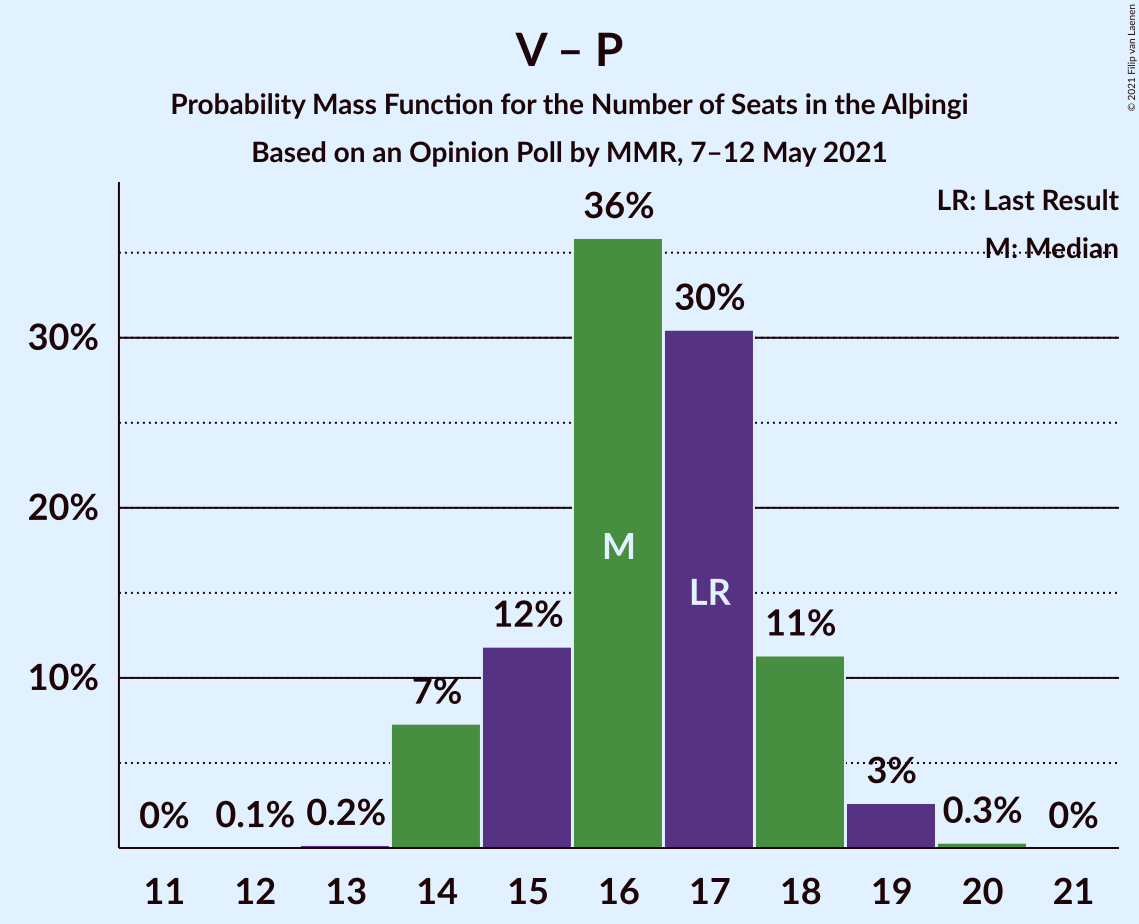 V – P
Probability Mass Function for the Number of Seats in the Alþingi
Based on an Opinion Poll by MMR, 7–12 May 2021
© 2021 Filip van Laenen
LR: Last Result
M: Median
36%
30%
30%
20%
M
LR
12%
11%
10%
7%
3%
0%
0.1%
0.2%
0.3%
0%
11 12 13 14 15 16 17 18 19 20 21